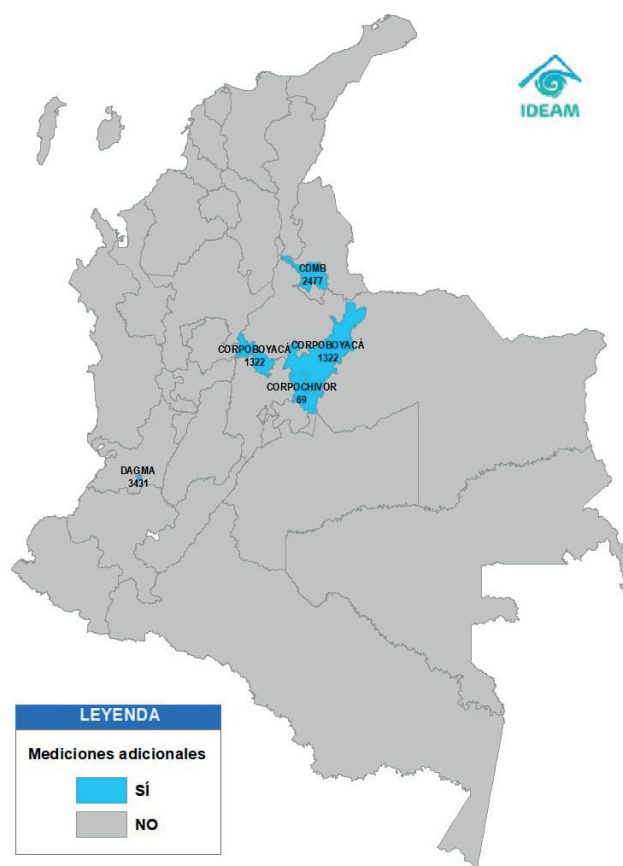 IDEAM
CDMB
2477
CORPOBOYACÁ
1322
CORPOBOYACÁ
1322
CORPOCHIVOR
69
DAGMA
3431
LEYENDA
Mediciones adicionales
SÍ
NO